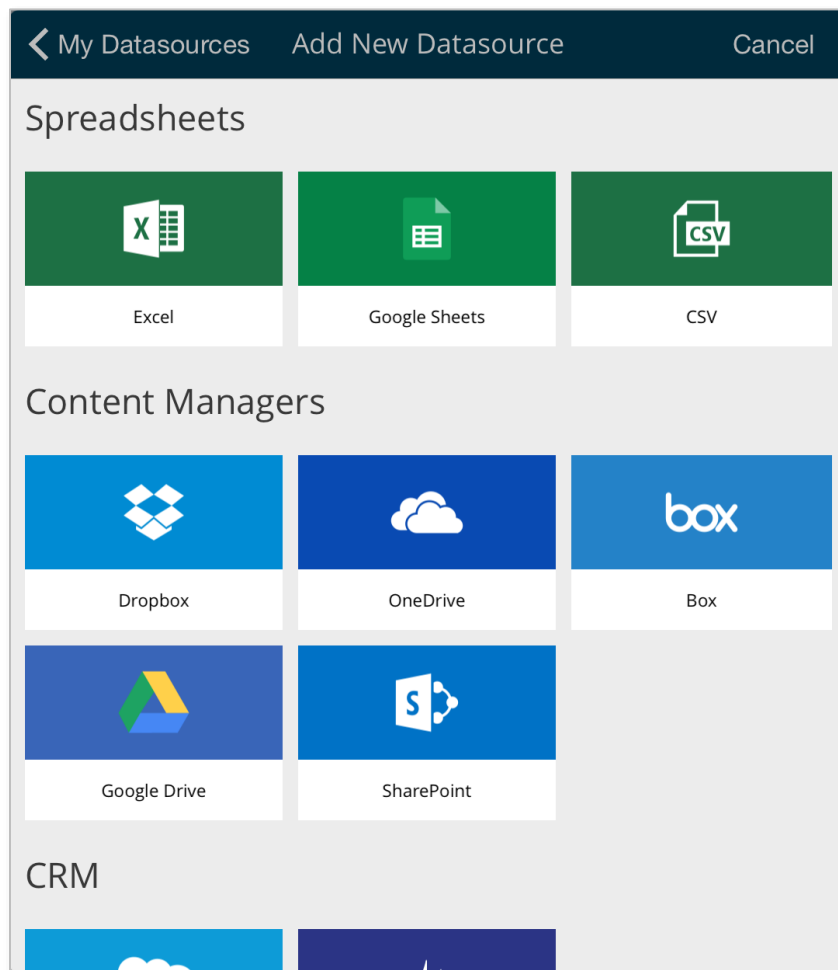 My Datasources Add New Datasource Cancel
Spreadsheets
X CSV
Excel Google Sheets CSV
Content Managers
box
Dropbox OneDrive Box
S
Google Drive SharePoint
CRM